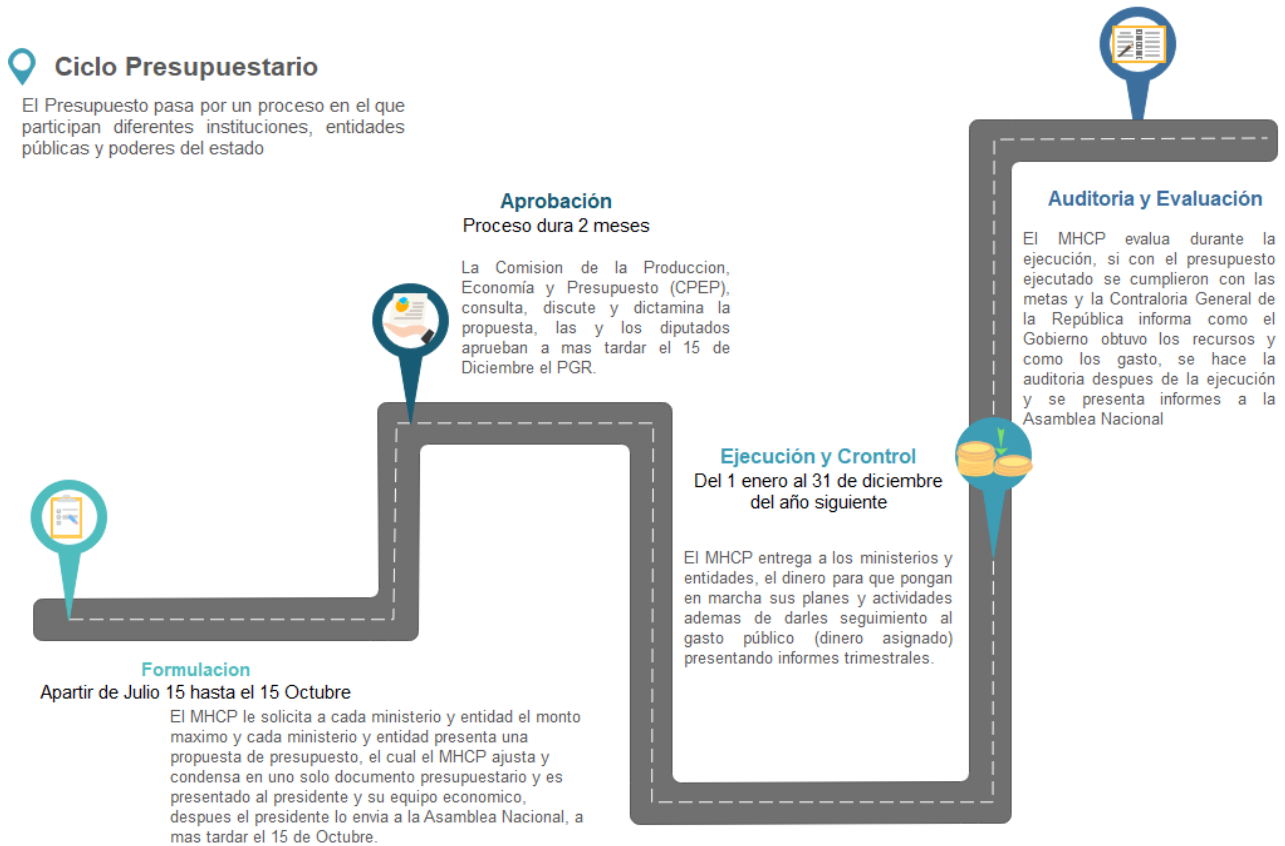 Ciclo Presupuestario
El Presupuesto pasa por un proceso en el que
participan diferentes instituciones, entidades
públicas y poderes del estado
Aprobación
Proceso dura 2 meses
La Comision de la Produccion,
Economía y Presupuesto (CPEP),
consulta, discute y dictamina la
propuesta, las y los diputados
aprueban a mas tardar el 15 de
Diciembre el PGR.
Auditoria y Evaluación
El MHCP evalua durante la
ejecución, si con el presupuesto
ejecutado se cumplieron con las
metas y la Contraloria General de
la República informa como el
Gobierno obtuvo los recursos y
como los gasto, se hace la
auditoria despues de la ejecución
y se presenta informes a la
Asamblea Nacional
Ejecución y Crontrol
Del 1 enero al 31 de diciembre
del año siguiente
El MHCP entrega a los ministerios y
entidades, el dinero para que pongan
en marcha sus planes y actividades
ademas de darles seguimiento al
gasto público (dinero asignado)
presentando informes trimestrales.
Formulacion
Apartir de Julio 15 hasta el 15 Octubre
El MHCP le solicita a cada ministerio y entidad el monto
maximo y cada ministerio y entidad presenta una
propuesta de presupuesto, el cual el MHCP ajusta y
condensa en uno solo documento presupuestario y es
presentado al presidente y su equipo economico,
despues el presidente lo envia a la Asamblea Nacional, a
mas tardar el 15 de Octubre.